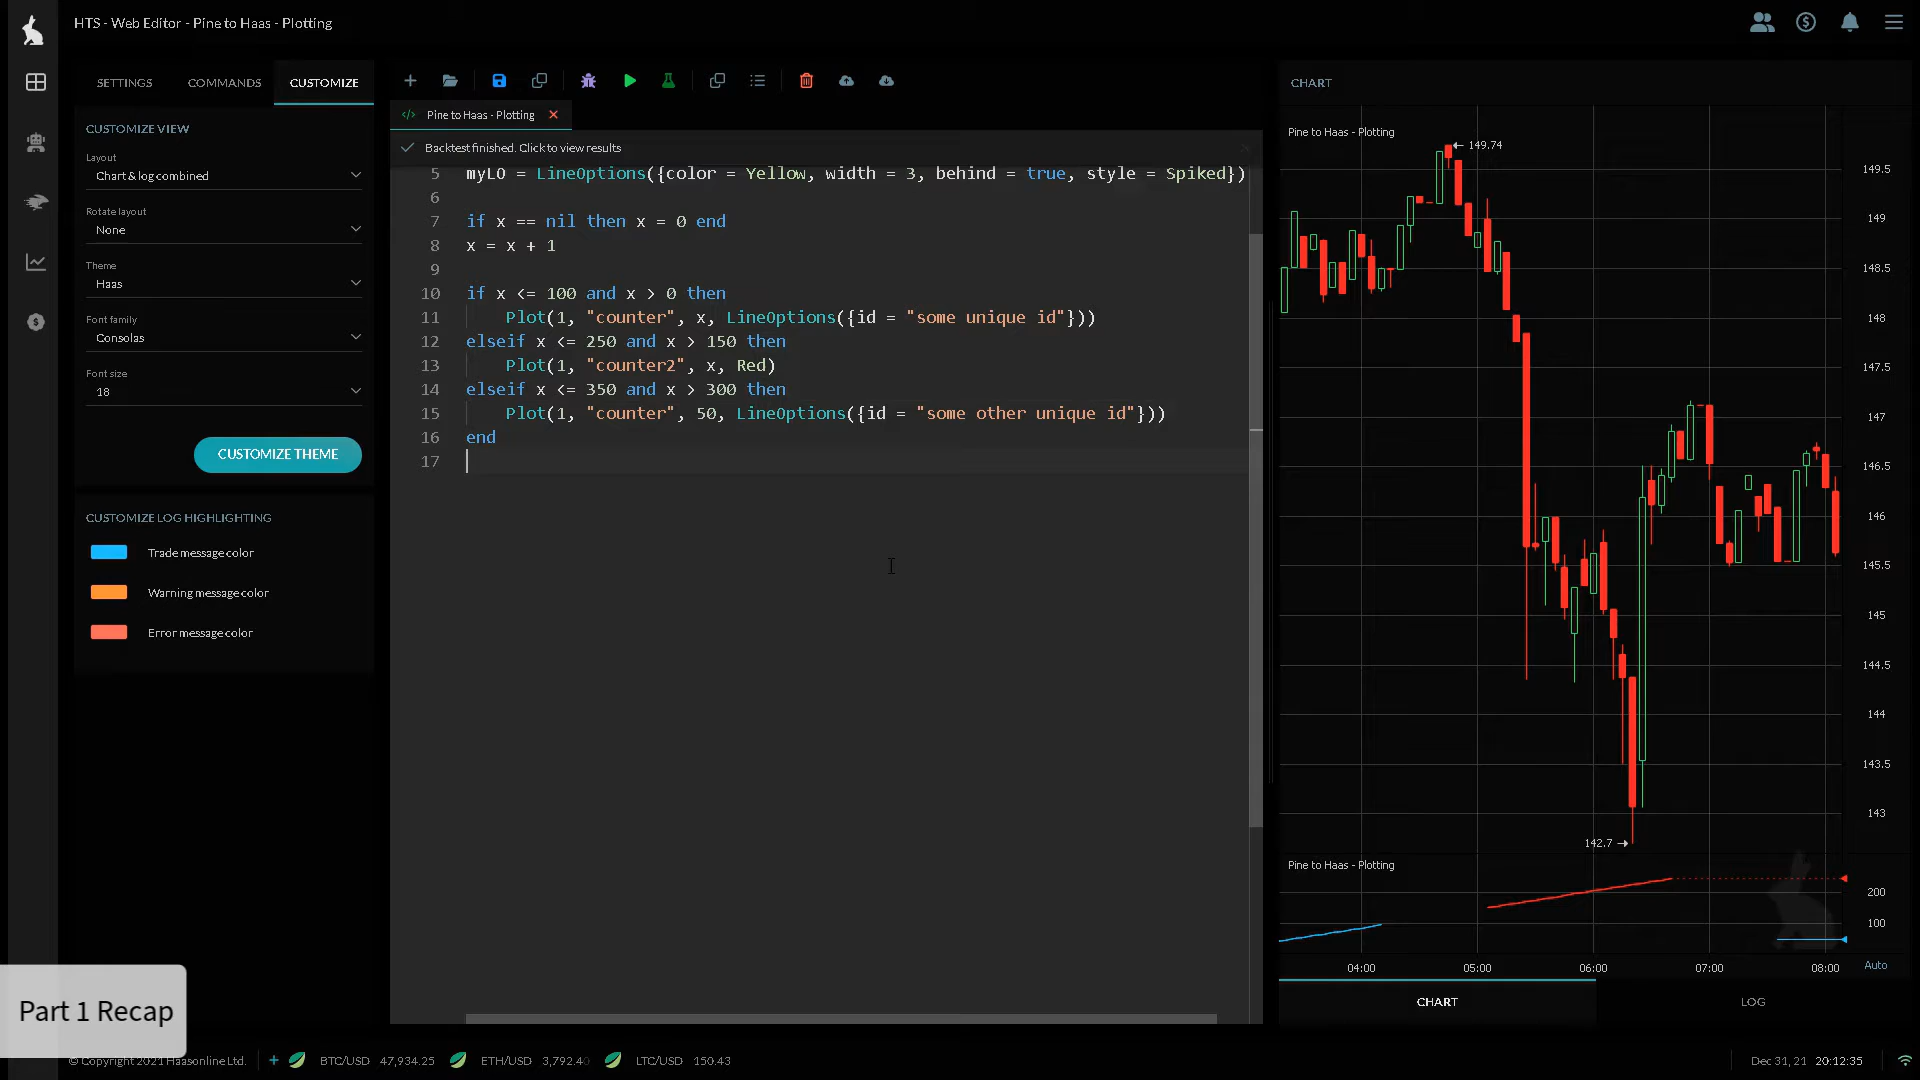 HTS - Web Editor - Pine to Haas - Plotting
SETTINGS
COMMANDS
CUSTOMIZE
CUSTOMIZE VIEW
Layout
Chart & log combined
Rotate layout
None
Theme
Haas
Font family
Consolas
Font size
18
CUSTOMIZE THEME
CUSTOMIZE LOG HIGHLIGHTING
Trade message color
Warning message color
Error message color
Pine to Haas - Plotting
Backtest finished. Click to view results
5 myLO = LineOptions({color = Yellow, width = 3, behind = true, style = Spiked})
6
7 if x == nil then x = 0 end
8 x = x + 1
9
10 if x <= 100 and x > 0 then
11 Plot(1, "counter", x, LineOptions({id = "some unique id"}))
12 elseif x <= 250 and x > 150 then
13 Plot(1, "counter2", x, Red)
14 elseif x <= 350 and x > 300 then
15 Plot(1, "counter", 50, LineOptions({id = "some other unique id"}))
16 end
17
CHART
Pine to Haas - Plotting
149.74
149.5
149
148.5
148
147.5
147
146.5
146
145.5
145
144.5
144
143.5
143
142.7
Pine to Haas - Plotting
200
100
04:00 05:00 06:00 07:00 08:00 Auto
CHART
LOG
Part 1 Recap
© Copyright 2021 Haasonline Ltd.
+ BTC/USD 47,934.25 ETH/USD 3,792.40 LTC/USD 150.43
Dec 31, 21 20:12:35